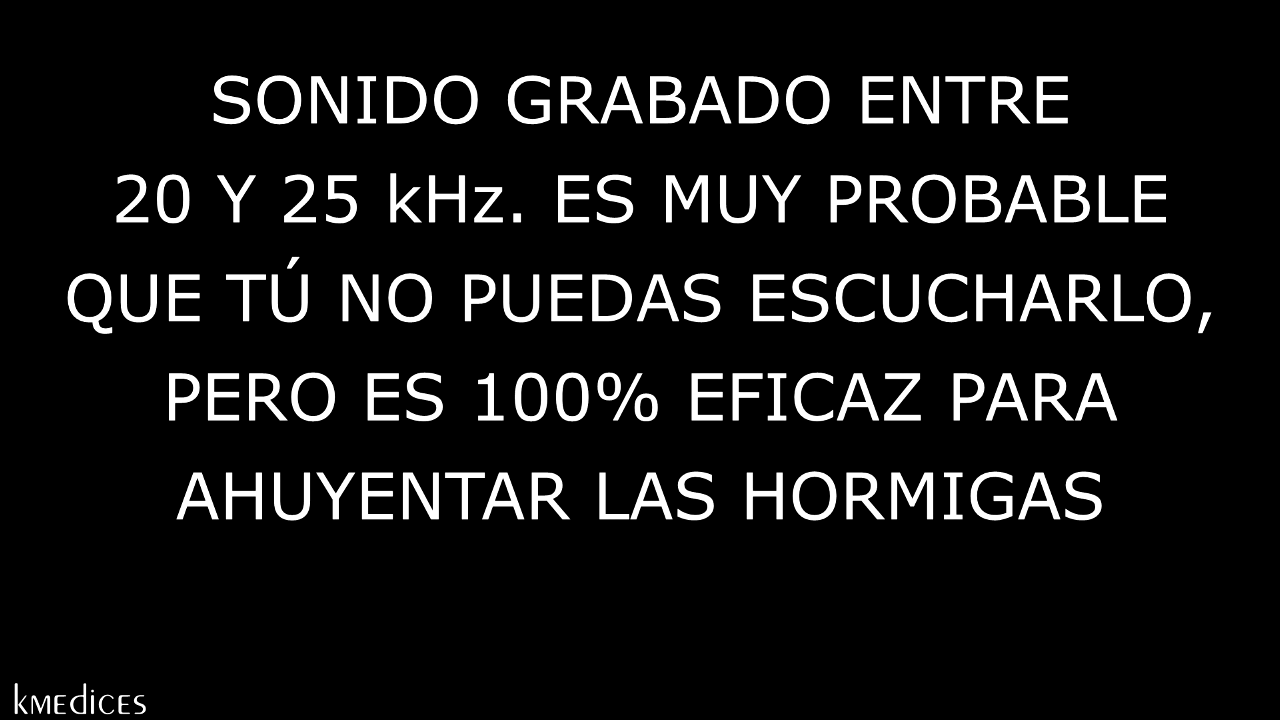 SONIDO GRABADO ENTRE
20 Y 25 kHz. ES MUY PROBABLE
QUE TÚ NO PUEDAS ESCUCHARLO,
PERO ES 100% EFICAZ PARA
AHUYENTAR LAS HORMIGAS
kMEdiCES